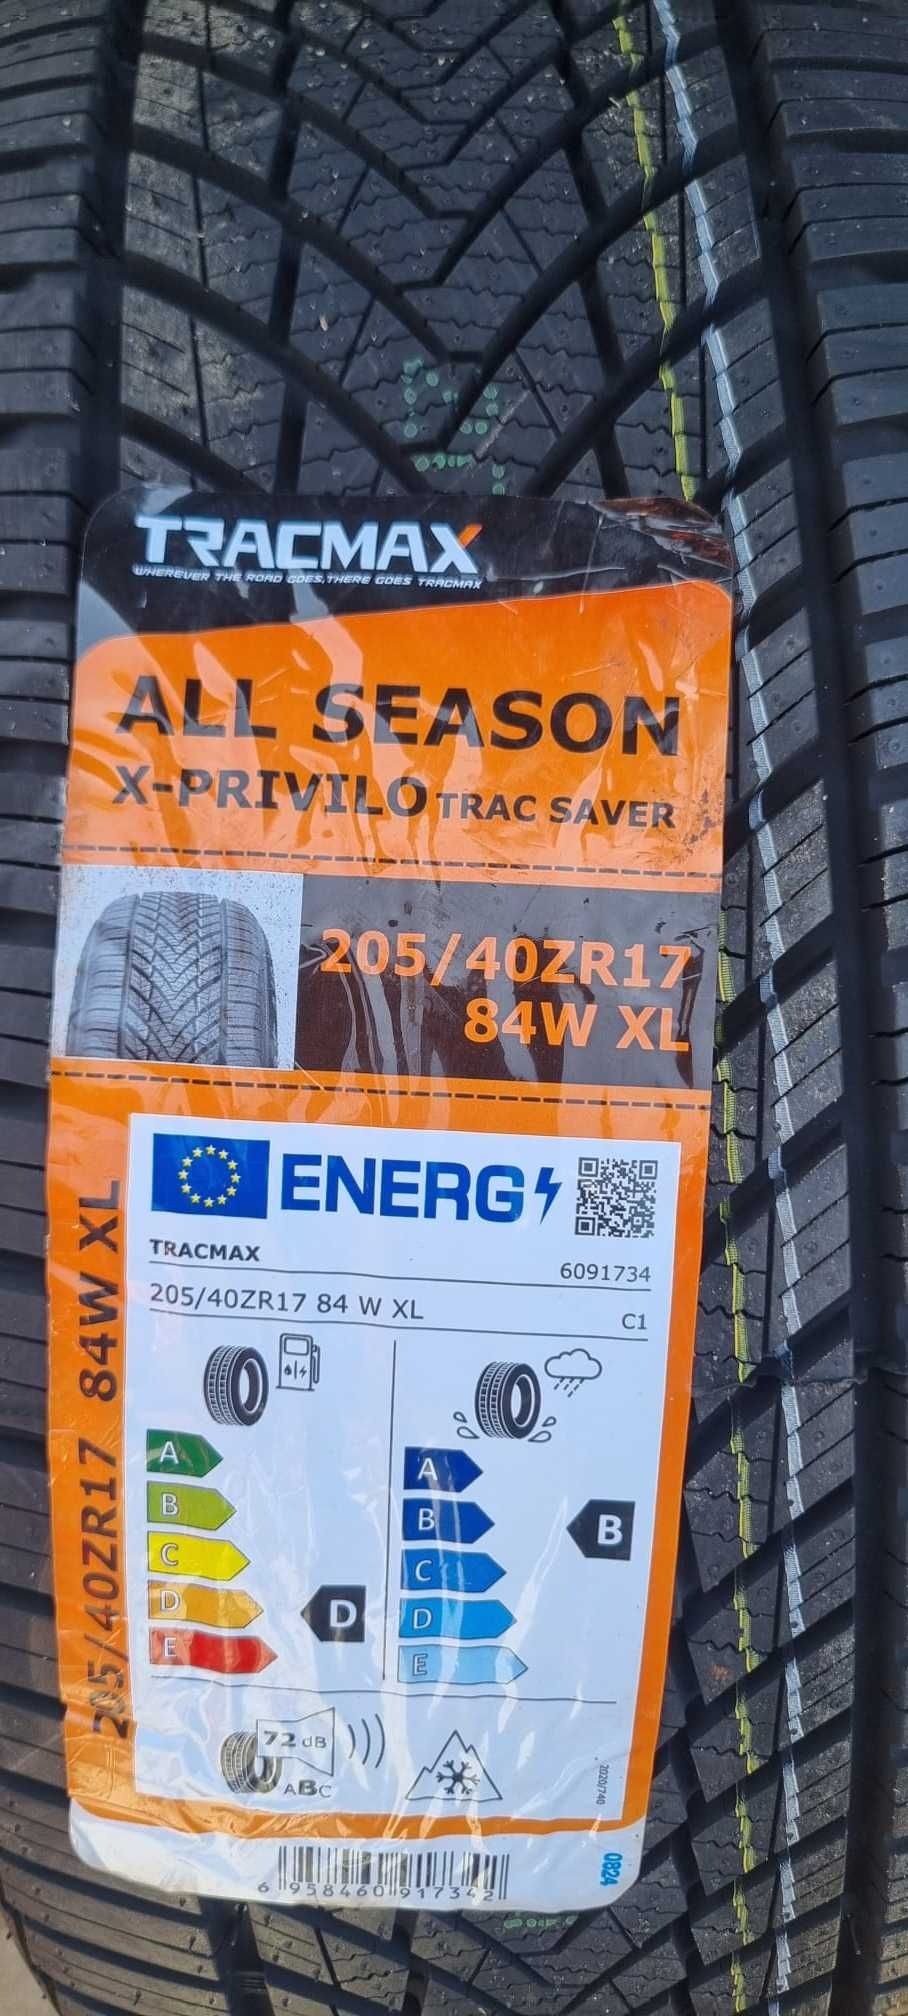 TRACMAX
WHEREVER THE ROAD GOES, THERE GOES TRACMAX
ALL SEASON
X-PRIVILO TRAC SAVER
205/40ZR17
84W XL
205/40ZR17 84W XL
ENERG
TRACMAX
6091734
205/40ZR17 84 W XL
C1
A
B
C
D
E
D
A
B
C
D
E
B
72 dB
ABC
2020/740
0824
6 958460 917342